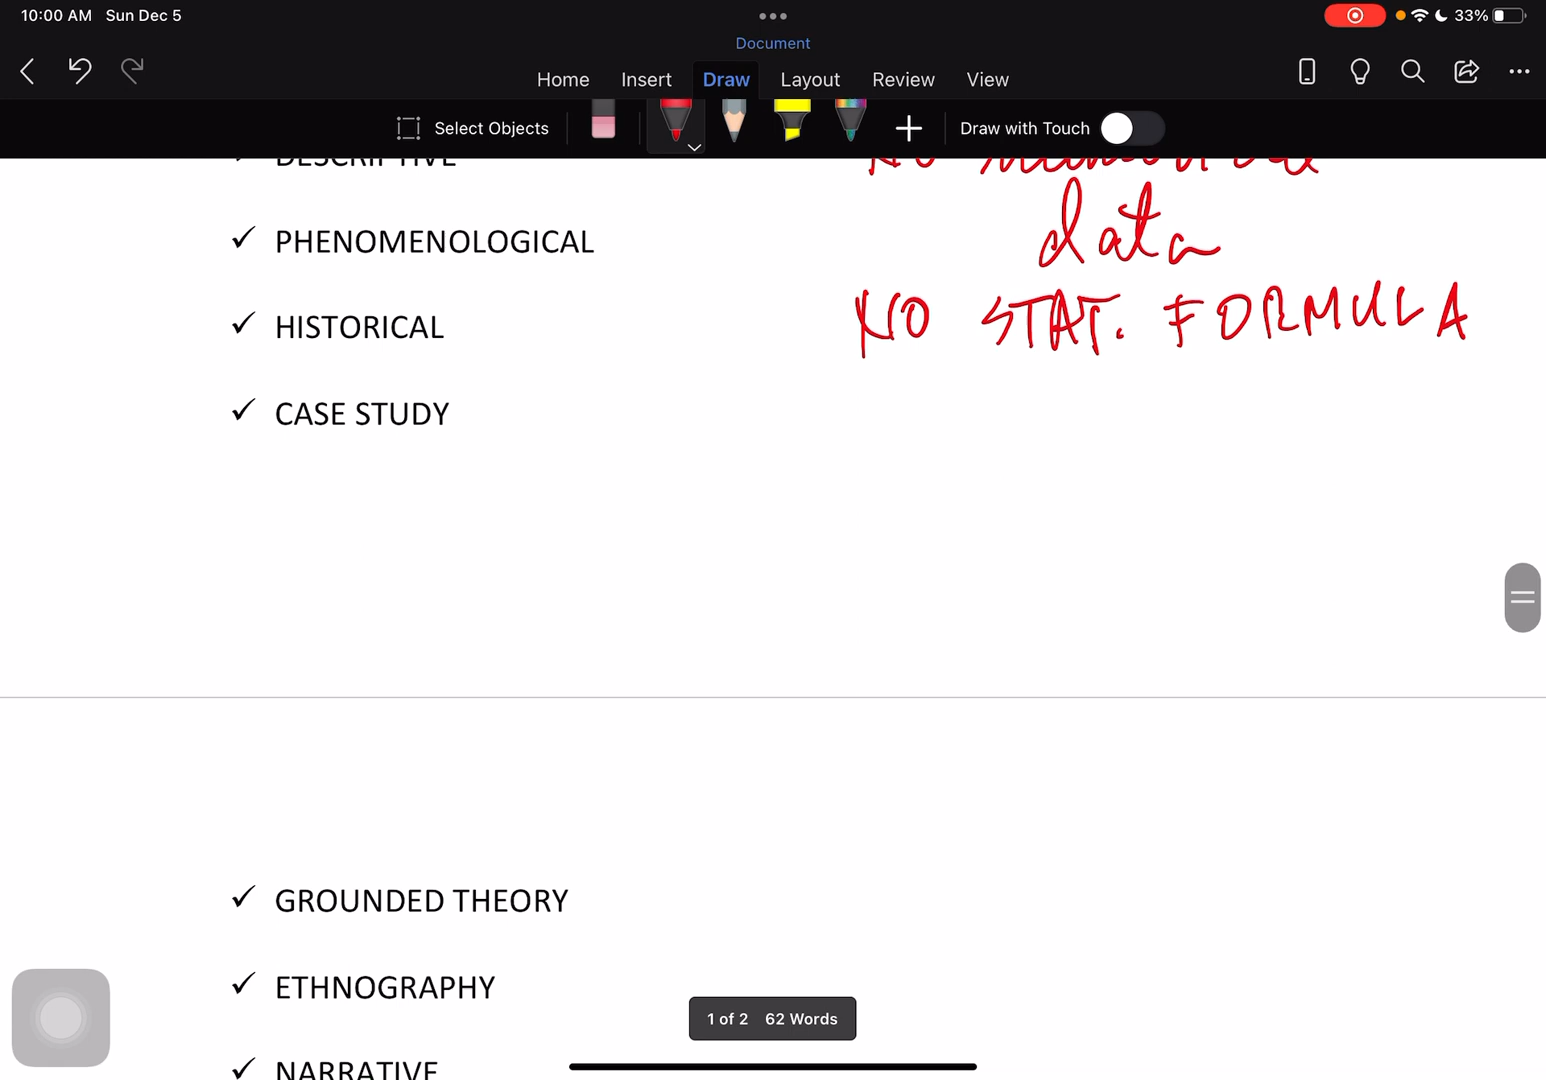 10:00 AM Sun Dec 5
33%
Document
Home Insert Draw Layout Review View
Select Objects
Draw with Touch
DESCRIPTIVE
data
✓ PHENOMENOLOGICAL
NO STAT. FORMULA
✓ HISTORICAL
✓ CASE STUDY
✓ GROUNDED THEORY
✓ ETHNOGRAPHY
1 of 2 62 Words
✓ NARRATIVE